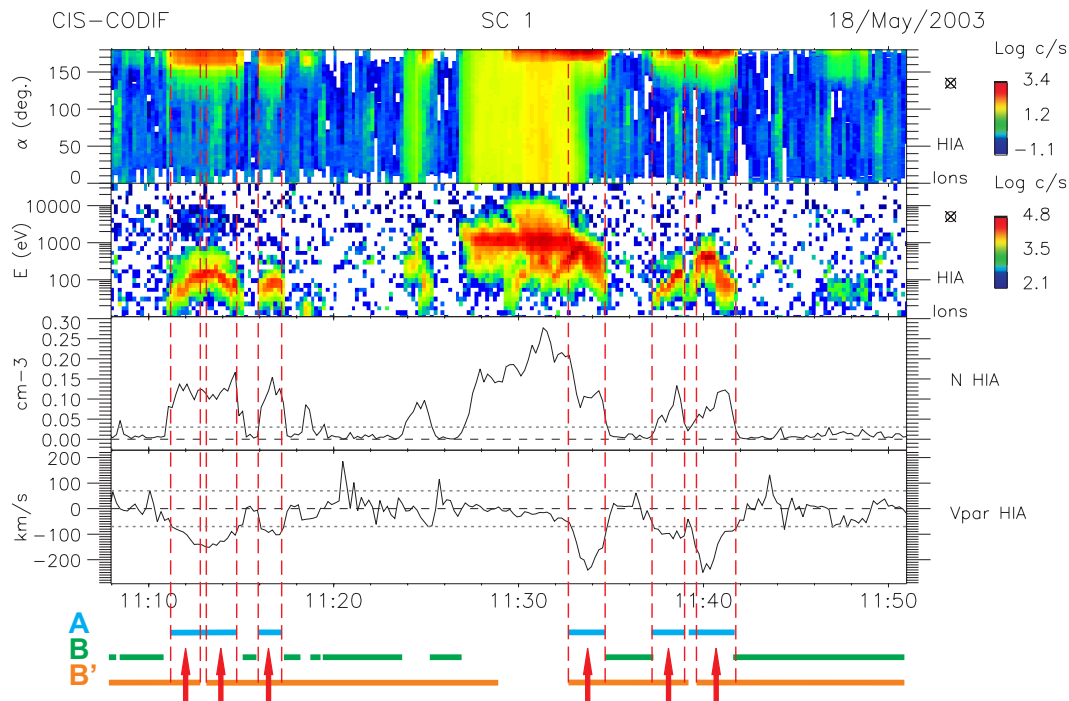 CIS-CODIF SC 1 18/May/2003
Log c/s
3.4
1.2
-1.1
α (deg.)
150
100
50
0
HIA
Ions
Log c/s
4.8
3.5
2.1
E (eV)
10000
1000
100
HIA
Ions
cm-3
0.30
0.25
0.20
0.15
0.10
0.05
0.00
N HIA
km/s
200
100
0
-100
-200
Vpar HIA
11:10 11:20 11:30 11:40 11:50
A
B
B'